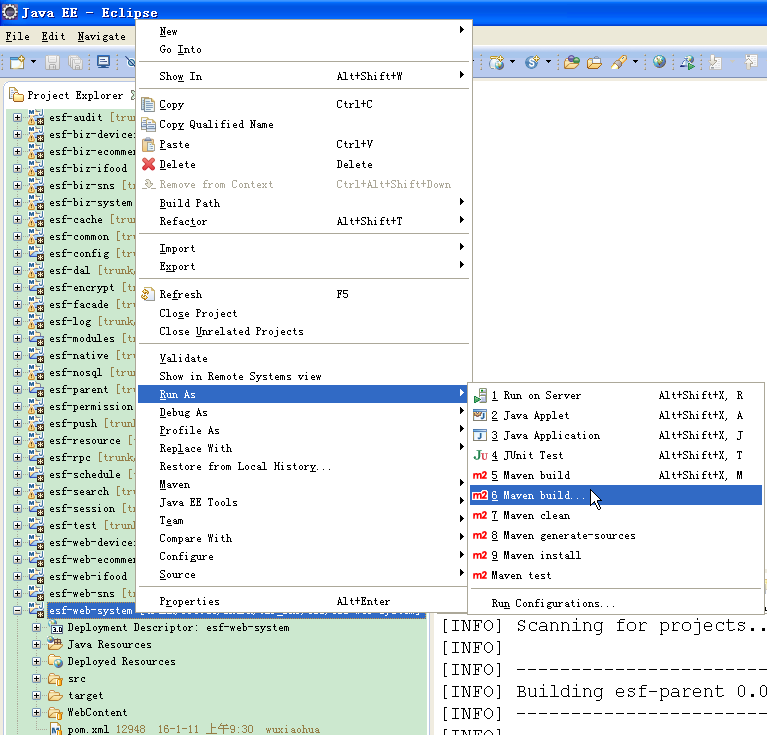 Java EE - Eclipse
File Edit Navigate
Project Explorer
esf-audit [trun
esf-biz-device
esf-biz-ecommer
esf-biz-ifood
esf-biz-sns [tr
esf-biz-system
esf-cache [trun
esf-common [tru
esf-config [tru
esf-dal [trunk/
esf-encrypt [tr
esf-facade [tru
esf-log [trunk/
esf-modules [tr
esf-native [tru
esf-nosql [trun
esf-parent [tru
esf-permission
esf-push [trunk
esf-resource [t
esf-rpc [trunk/
esf-schedule [t
esf-search [tru
esf-session [tr
esf-test [trunk
esf-web-device
esf-web-ecommer
esf-web-ifood
esf-web-sns [tr
esf-web-system
Deployment Descriptor: esf-web-system
Java Resources
Deployed Resources
src
target
WebContent
pom.xml 12948 16-1-11 上午9:30 wuxiaohua
New
Go Into
Show In Alt+Shift+W
Copy Ctrl+C
Copy Qualified Name
Paste Ctrl+V
Delete Delete
Remove from Context Ctrl+Alt+Shift+Down
Build Path
Refactor Alt+Shift+T
Import
Export
Refresh F5
Close Project
Close Unrelated Projects
Validate
Show in Remote Systems view
Run As
Debug As
Profile As
Replace With
Restore from Local History...
Maven
Java EE Tools
Team
Compare With
Configure
Source
Properties Alt+Enter
1 Run on Server Alt+Shift+X, R
2 Java Applet Alt+Shift+X, A
3 Java Application Alt+Shift+X, J
4 JUnit Test Alt+Shift+X, T
5 Maven build Alt+Shift+X, M
6 Maven build...
7 Maven clean
8 Maven generate-sources
9 Maven install
Maven test
Run Configurations...
[INFO] Scanning for projects..
[INFO]
[INFO] -----------------------
[INFO] Building esf-parent 0.0
[INFO] -----------------------
[INFO]